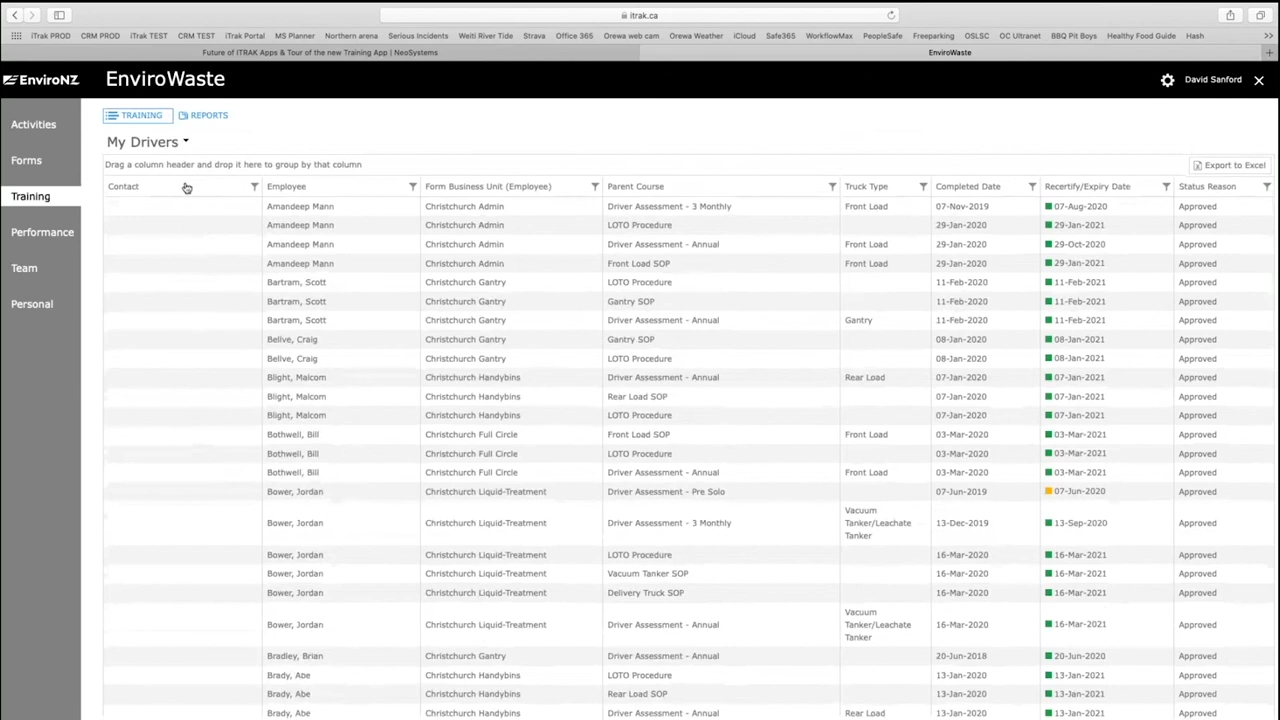 itrak.ca
iTrak PROD CRM PROD iTrak TEST CRM TEST iTrak Portal MS Planner Northern arena Serious Incidents Weiti River Tide Strava Office 365 Orewa web cam Orewa Weather iCloud Safe365 WorkflowMax PeopleSafe Freeparking OSLSC OC Ultranet BBQ Pit Boys Healthy Food Guide Hash >>
Future of ITRAK Apps & Tour of the new Training App | NeoSystems EnviroWaste
EnviroNZ EnviroWaste David Sanford
Activities
Forms
Training
Performance
Team
Personal
TRAINING REPORTS
My Drivers
Drag a column header and drop it here to group by that column Export to Excel
Contact Employee Form Business Unit (Employee) Parent Course Truck Type Completed Date Recertify/Expiry Date Status Reason
Amandeep Mann Christchurch Admin Driver Assessment - 3 Monthly Front Load 07-Nov-2019 07-Aug-2020 Approved
Amandeep Mann Christchurch Admin LOTO Procedure 29-Jan-2020 29-Jan-2021 Approved
Amandeep Mann Christchurch Admin Driver Assessment - Annual Front Load 29-Jan-2020 29-Oct-2020 Approved
Amandeep Mann Christchurch Admin Front Load SOP Front Load 29-Jan-2020 29-Jan-2021 Approved
Bartram, Scott Christchurch Gantry LOTO Procedure 11-Feb-2020 11-Feb-2021 Approved
Bartram, Scott Christchurch Gantry Gantry SOP 11-Feb-2020 11-Feb-2021 Approved
Bartram, Scott Christchurch Gantry Driver Assessment - Annual Gantry 11-Feb-2020 11-Feb-2021 Approved
Bellve, Craig Christchurch Gantry Gantry SOP 08-Jan-2020 08-Jan-2021 Approved
Bellve, Craig Christchurch Gantry LOTO Procedure 08-Jan-2020 08-Jan-2021 Approved
Blight, Malcom Christchurch Handybins Driver Assessment - Annual Rear Load 07-Jan-2020 07-Jan-2021 Approved
Blight, Malcom Christchurch Handybins Rear Load SOP 07-Jan-2020 07-Jan-2021 Approved
Blight, Malcom Christchurch Handybins LOTO Procedure 07-Jan-2020 07-Jan-2021 Approved
Bothwell, Bill Christchurch Full Circle Front Load SOP Front Load 03-Mar-2020 03-Mar-2021 Approved
Bothwell, Bill Christchurch Full Circle LOTO Procedure 03-Mar-2020 03-Mar-2021 Approved
Bothwell, Bill Christchurch Full Circle Driver Assessment - Annual Front Load 03-Mar-2020 03-Mar-2021 Approved
Bower, Jordan Christchurch Liquid-Treatment Driver Assessment - Pre Solo 07-Jun-2019 07-Jun-2020 Approved
Bower, Jordan Christchurch Liquid-Treatment Driver Assessment - 3 Monthly Vacuum Tanker/Leachate Tanker 13-Dec-2019 13-Sep-2020 Approved
Bower, Jordan Christchurch Liquid-Treatment LOTO Procedure 16-Mar-2020 16-Mar-2021 Approved
Bower, Jordan Christchurch Liquid-Treatment Vacuum Tanker SOP 16-Mar-2020 16-Mar-2021 Approved
Bower, Jordan Christchurch Liquid-Treatment Delivery Truck SOP 16-Mar-2020 16-Mar-2021 Approved
Bower, Jordan Christchurch Liquid-Treatment Driver Assessment - Annual Vacuum Tanker/Leachate Tanker 16-Mar-2020 16-Mar-2021 Approved
Bradley, Brian Christchurch Gantry Driver Assessment - Annual 20-Jun-2018 20-Jun-2020 Approved
Brady, Abe Christchurch Handybins LOTO Procedure 13-Jan-2020 13-Jan-2021 Approved
Brady, Abe Christchurch Handybins Rear Load SOP 13-Jan-2020 13-Jan-2021 Approved
Brady, Abe Christchurch Handybins Driver Assessment - Annual Rear Load 13-Jan-2020 13-Jan-2021 Approved